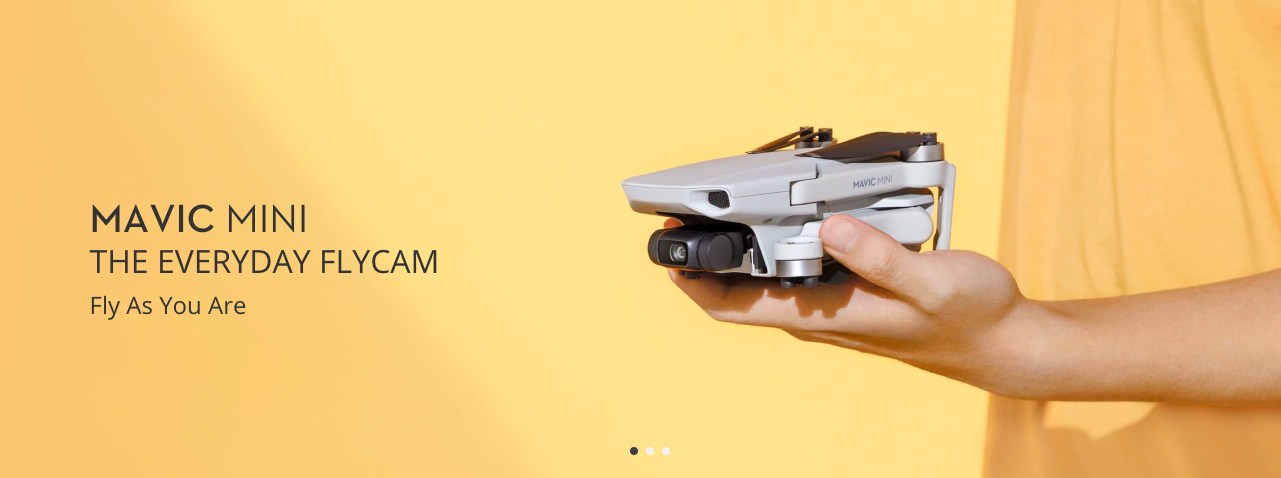 MAVIC MINI
THE EVERYDAY FLYCAM
Fly As You Are
MAVIC MINI